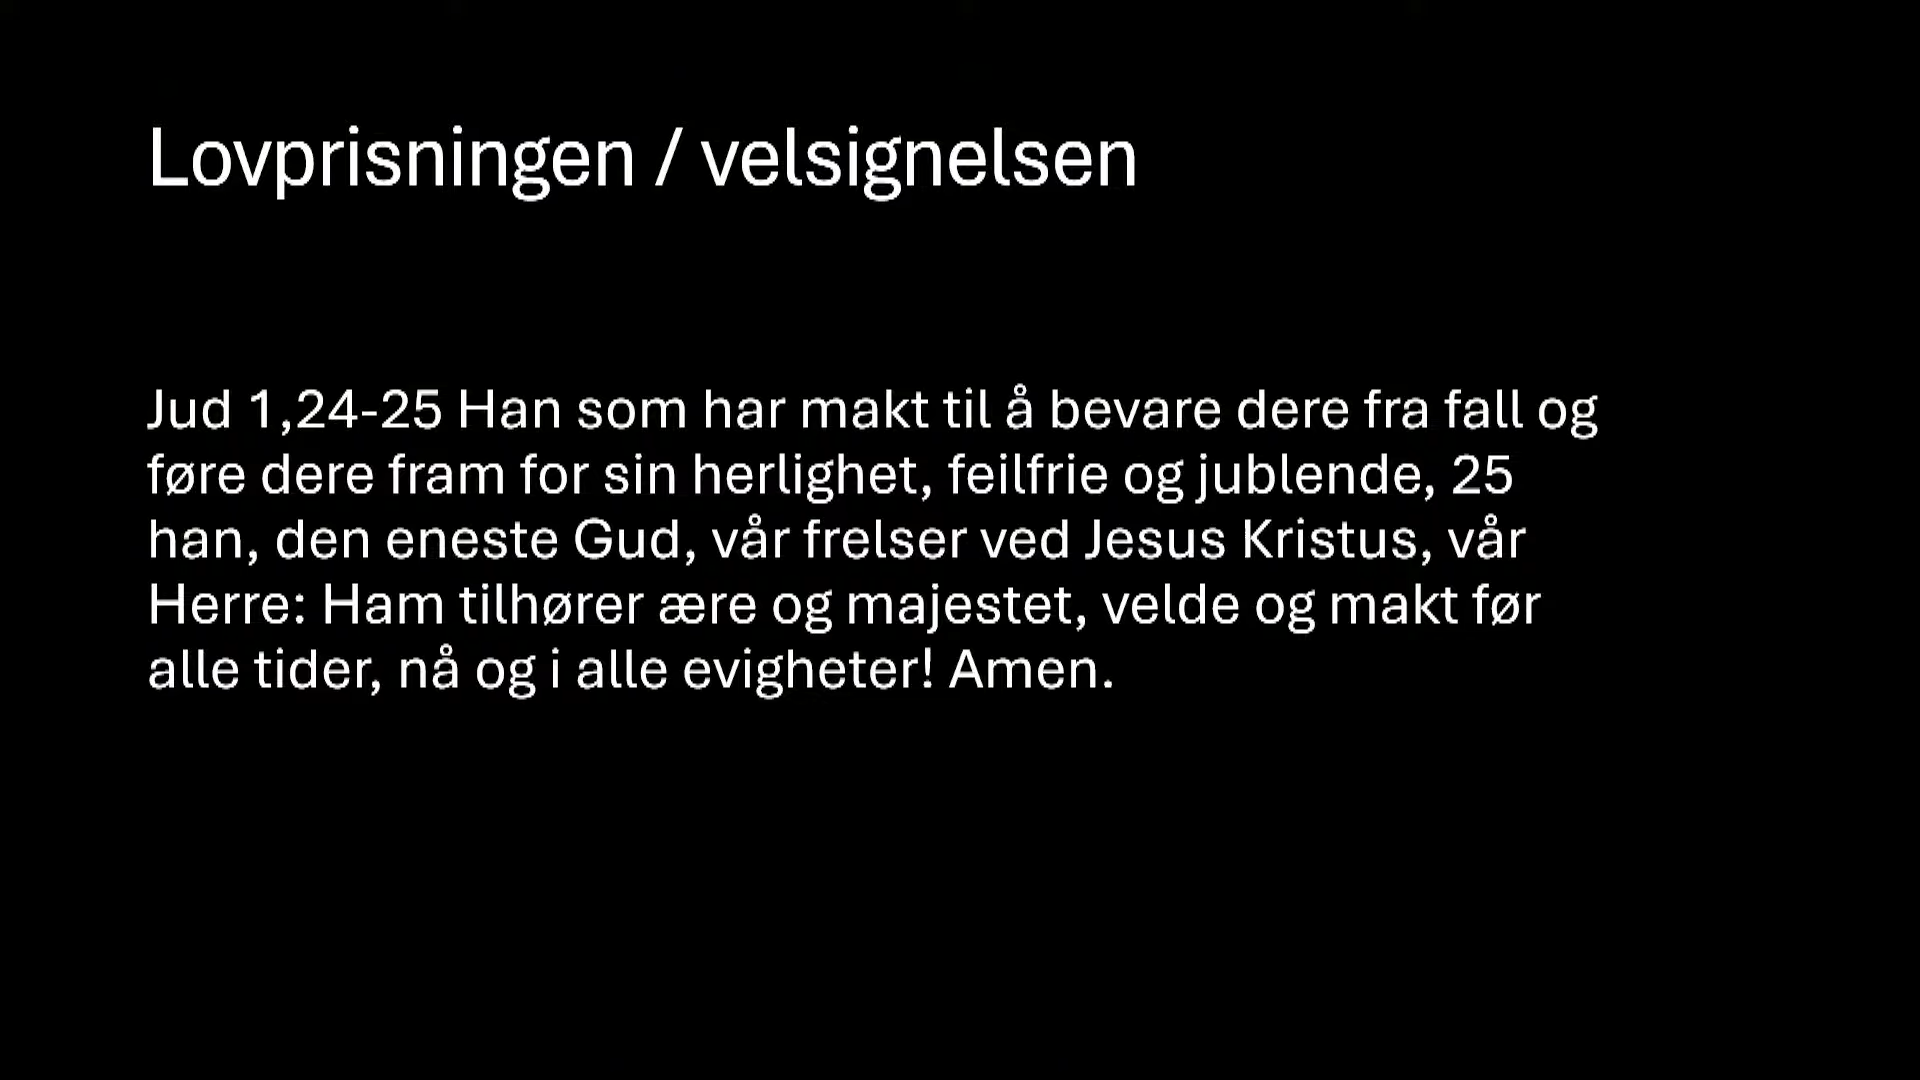 Lovprisningen / velsignelsen
Jud 1,24-25 Han som har makt til å bevare dere fra fall og
føre dere fram for sin herlighet, feilfrie og jublende, 25
han, den eneste Gud, vår frelser ved Jesus Kristus, vår
Herre: Ham tilhører ære og majestet, velde og makt før
alle tider, nå og i alle evigheter! Amen.